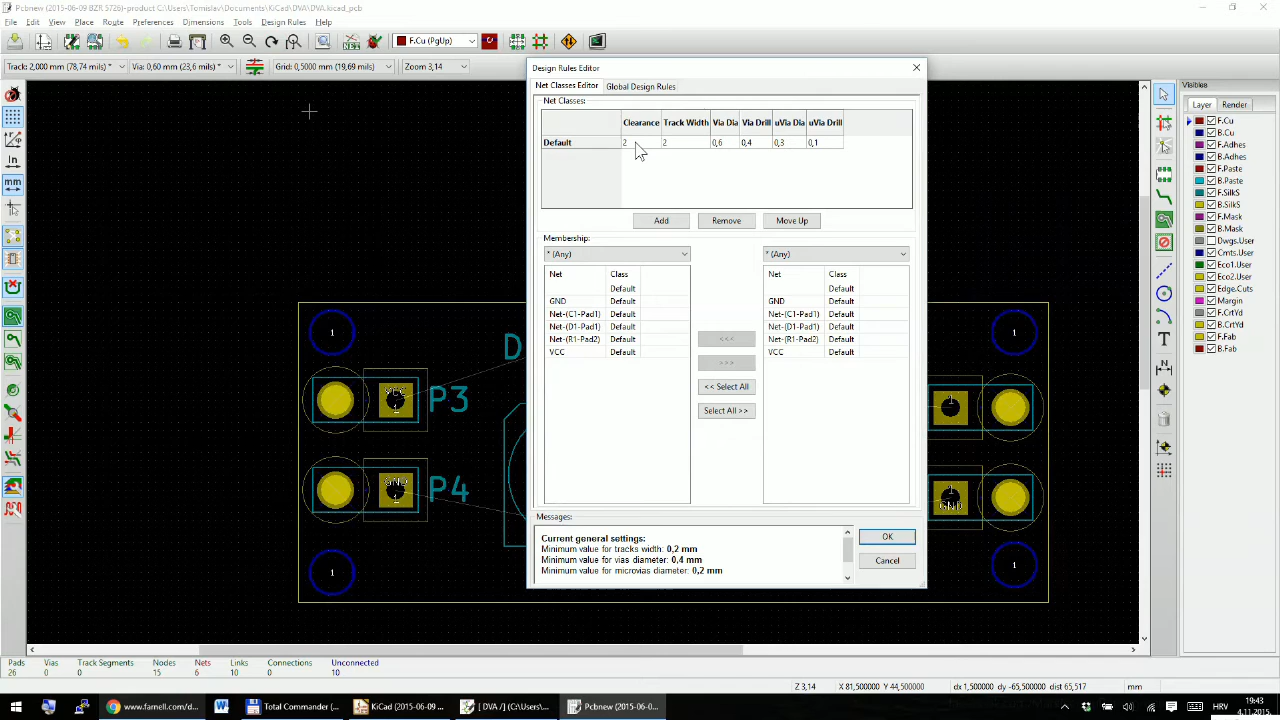 Pcbnew (2015-06-09 BZR 5726)-product C:\Users\Tomislav\Documents\KiCad\DVA\DVA.kicad_pcb
File Edit View Place Route Preferences Dimensions Tools Design Rules Help
NET
F.Cu (PgUp)
Track: 2,000 mm (78,74 mils) * Via: 0,60 mm (23,6 mils) * Grid: 0,5000 mm (19,69 mils) Zoom 3,14
In
mm
Design Rules Editor
Net Classes Editor Global Design Rules
Net Classes:
Clearance Track Width Via Dia Via Drill uVia Dia uVia Drill
Default 2 2 0,6 0,4 0,3 0,1
Add Remove Move Up
Membership:
* (Any) * (Any)
Net Class Net Class
Default Default
GND Default GND Default
Net-(C1-Pad1) Default Net-(C1-Pad1) Default
Net-(D1-Pad1) Default Net-(D1-Pad1) Default
Net-(R1-Pad2) Default Net-(R1-Pad2) Default
VCC Default VCC Default
<<<
>>>
<< Select All
Select All >>
Messages:
Current general settings:
Minimum value for tracks width: 0,2 mm
Minimum value for vias diameter: 0,4 mm
Minimum value for microvias diameter: 0,2 mm
OK
Cancel
1
D
VCC
1
P3
GND
1
P4
1
1
1
1
GND
1
Visibles
Layer Render
F.Cu
B.Cu
F.Adhes
B.Adhes
F.Paste
B.Paste
F.SilkS
B.SilkS
F.Mask
B.Mask
Dwgs.User
Cmts.User
Eco1.User
Eco2.User
Edge.Cuts
Margin
F.CrtYd
B.CrtYd
F.Fab
B.Fab
Pads Vias Track Segments Nodes Nets Links Connections Unconnected
26 0 0 15 6 10 0 10
Z 3,14 X 81,500000 Y 44,500000 dx 1,500000 dy -65,500000 dist 65,517 mm
www.farnell.com/d... Total Commander (... KiCad (2015-06-09 ... [ DVA /] (C:\Users\... Pcbnew (2015-06-0...
HRV
19:43
4.11.2015.